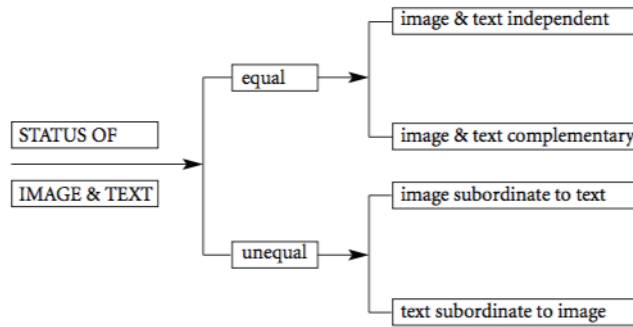 image & text independent
equal
STATUS OF
image & text complementary
IMAGE & TEXT
image subordinate to text
unequal
text subordinate to image